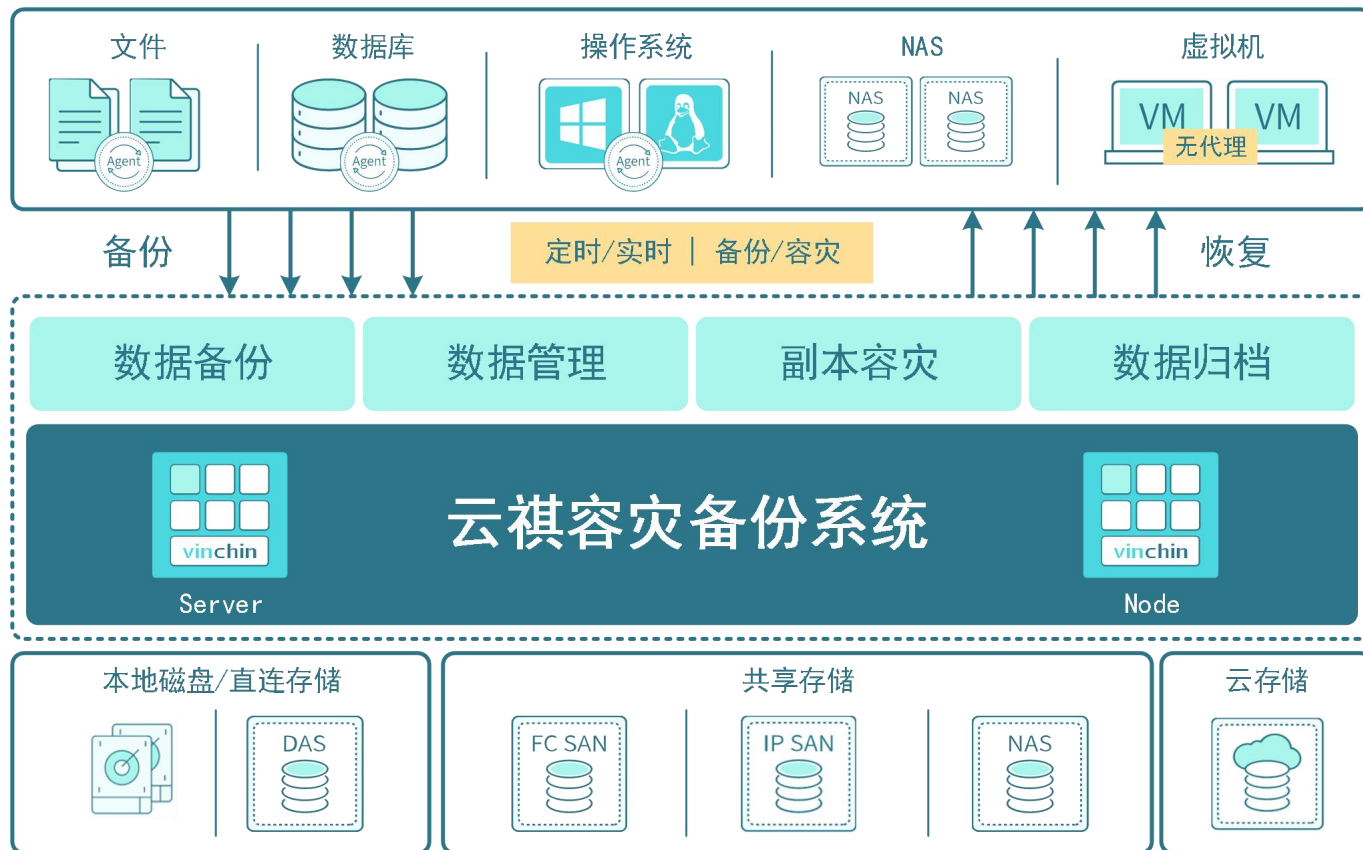 文件
数据库
操作系统
NAS
虚拟机
Agent
Agent
Agent
NAS
NAS
VM
VM
无代理
备份
定时/实时 | 备份/容灾
恢复
数据备份
数据管理
副本容灾
数据归档
云祺容灾备份系统
vinchin
Server
vinchin
Node
本地磁盘/直连存储
DAS
共享存储
FC SAN
IP SAN
NAS
云存储